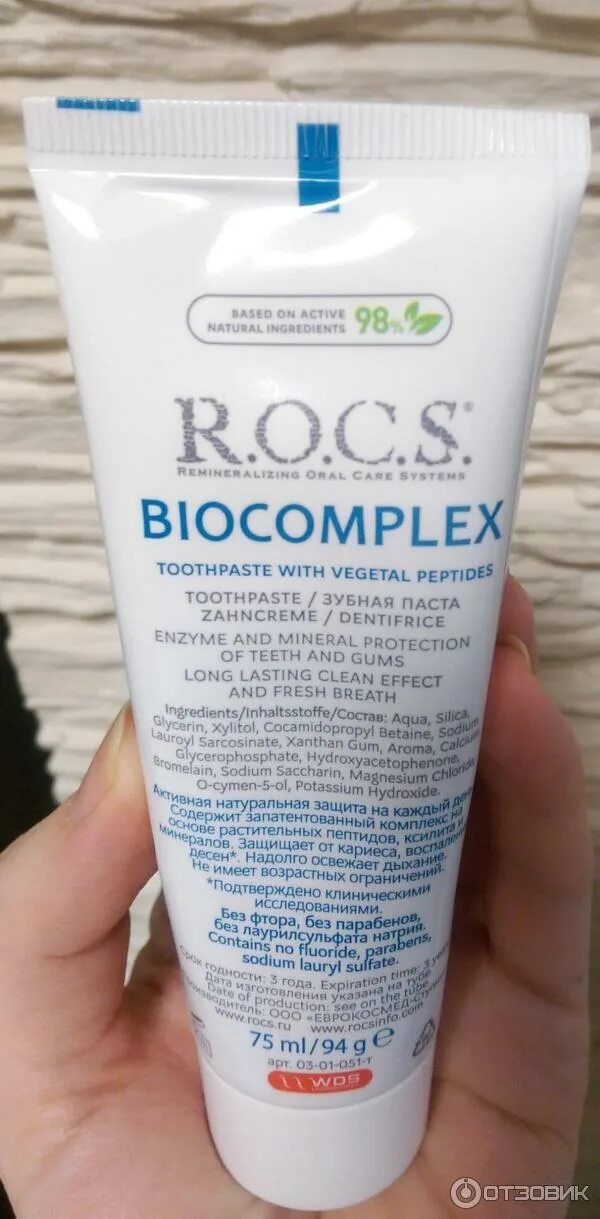 BASED ON ACTIVE
NATURAL INGREDIENTS 98%
R.O.C.S.®
REMINERALIZING ORAL CARE SYSTEMS
BIOCOMPLEX
TOOTHPASTE WITH VEGETAL PEPTIDES
TOOTHPASTE / ЗУБНАЯ ПАСТА
ZAHNCREME / DENTIFRICE
ENZYME AND MINERAL PROTECTION
OF TEETH AND GUMS
LONG LASTING CLEAN EFFECT
AND FRESH BREATH
Ingredients/Inhaltsstoffe/Состав: Aqua, Silica,
Glycerin, Xylitol, Cocamidopropyl Betaine, Sodium
Lauroyl Sarcosinate, Xanthan Gum, Aroma, Calcium
Glycerophosphate, Hydroxyacetophenone,
Bromelain, Sodium Saccharin, Magnesium Chloride,
O-cymen-5-ol, Potassium Hydroxide.
Активная натуральная защита на каждый день.
Содержит запатентованный комплекс на
основе растительных пептидов, ксилита и
минералов. Защищает от кариеса, воспален
десен*. Надолго освежает дыхание.
Не имеет возрастных ограничений.
*Подтверждено клиническими
исследованиями.
Без фтора, без парабенов,
без лаурилсульфата натрия.
Contains no fluoride, parabens,
sodium lauryl sulfate.
Срок годности: 3 года. Expiration time: 3
Дата изготовления указана на тубе.
Date of production: see on the tube.
ООО «ЕВРОКОСМЕД-Ступи
www.rocs.ru www.rocsinfo.com
75 ml/94 g ℮
арт. 03-01-051-т
WDS
ОТЗОВИК